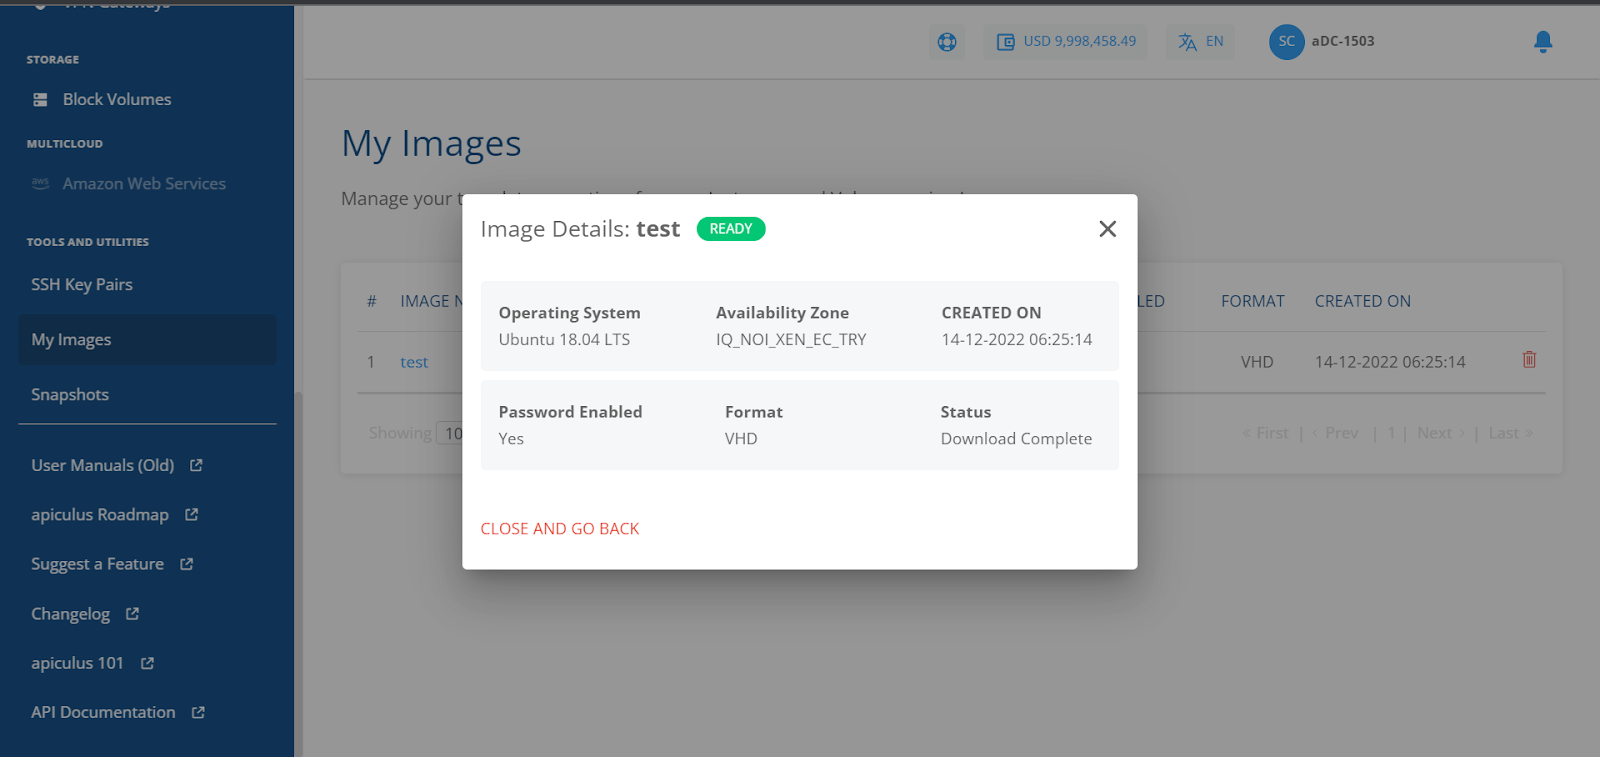 VPN Gateways
STORAGE
Block Volumes
MULTICLOUD
aws Amazon Web Services
TOOLS AND UTILITIES
SSH Key Pairs
My Images
Snapshots
User Manuals (Old)
apiculus Roadmap
Suggest a Feature
Changelog
apiculus 101
API Documentation
USD 9,998,458.49
EN
SC aDC-1503
My Images
Manage your
# IMAGE N LED FORMAT CREATED ON
1 test VHD 14-12-2022 06:25:14
Showing 10 < First | < Prev | 1 | Next > | Last »
Image Details: test READY
Operating System Availability Zone CREATED ON
Ubuntu 18.04 LTS IQ_NOI_XEN_EC_TRY 14-12-2022 06:25:14
Password Enabled Format Status
Yes VHD Download Complete
CLOSE AND GO BACK